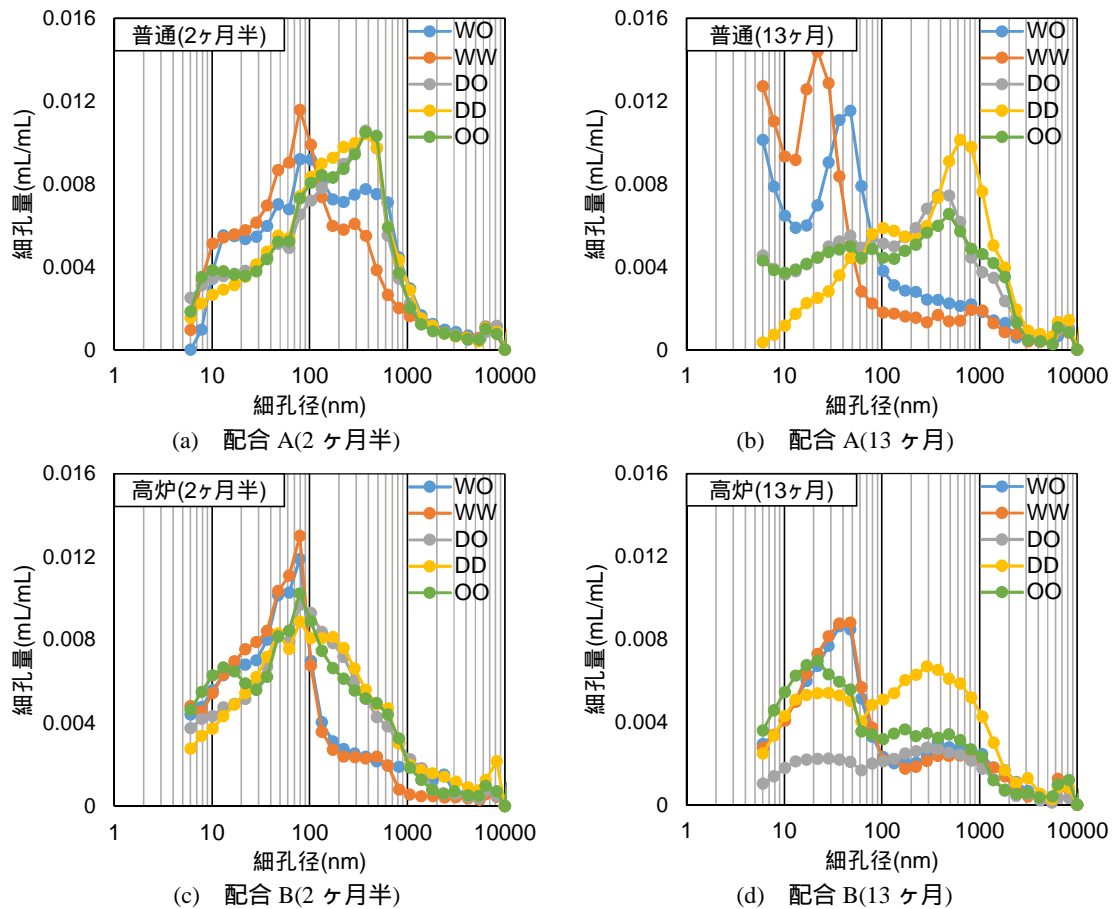 普通(2ヶ月半)
WO
WW
DO
DD
OO
0.016
0.012
0.008
0.004
0
細孔量(mL/mL)
1 10 100 1000 10000
細孔径(nm)
(a) 配合 A(2 ヶ月半)
普通(13ヶ月)
WO
WW
DO
DD
OO
0.016
0.012
0.008
0.004
0
細孔量(mL/mL)
1 10 100 1000 10000
細孔径(nm)
(b) 配合 A(13 ヶ月)
高炉(2ヶ月半)
WO
WW
DO
DD
OO
0.016
0.012
0.008
0.004
0
細孔量(mL/mL)
1 10 100 1000 10000
細孔径(nm)
(c) 配合 B(2 ヶ月半)
高炉(13ヶ月)
WO
WW
DO
DD
OO
0.016
0.012
0.008
0.004
0
細孔量(mL/mL)
1 10 100 1000 10000
細孔径(nm)
(d) 配合 B(13 ヶ月)